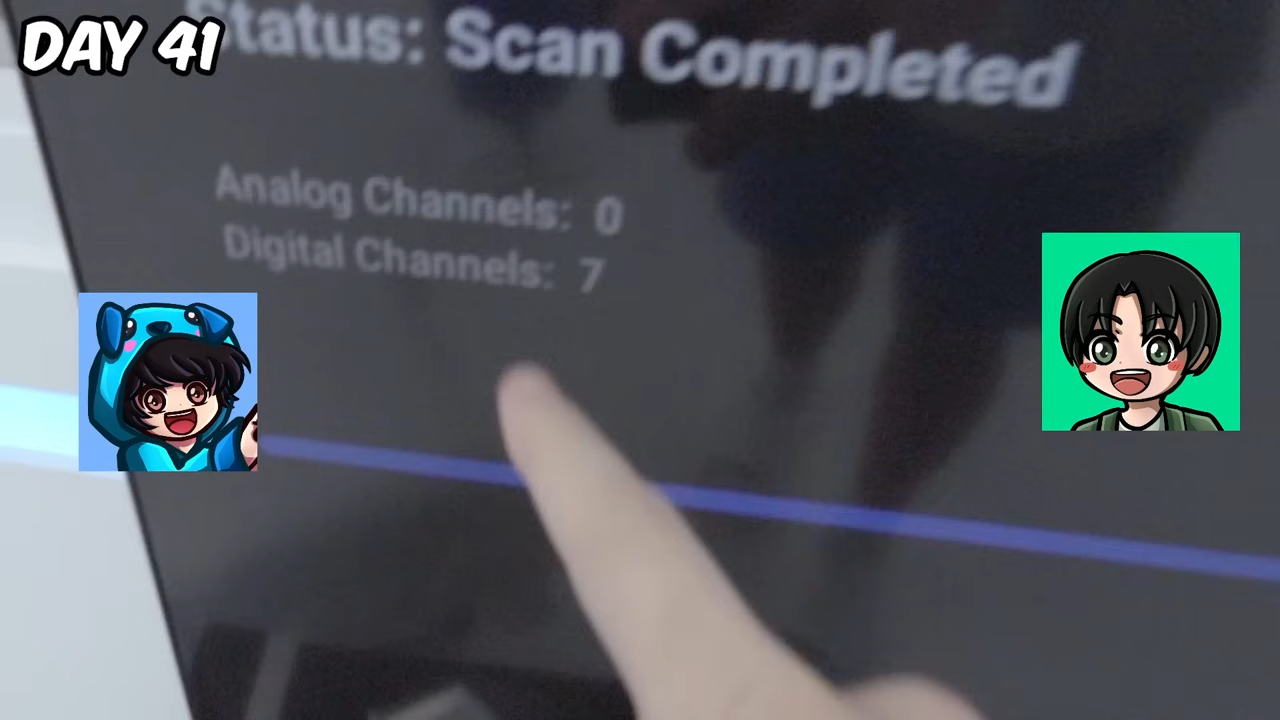 DAY 41
Status: Scan Completed
Analog Channels: 0
Digital Channels: 7